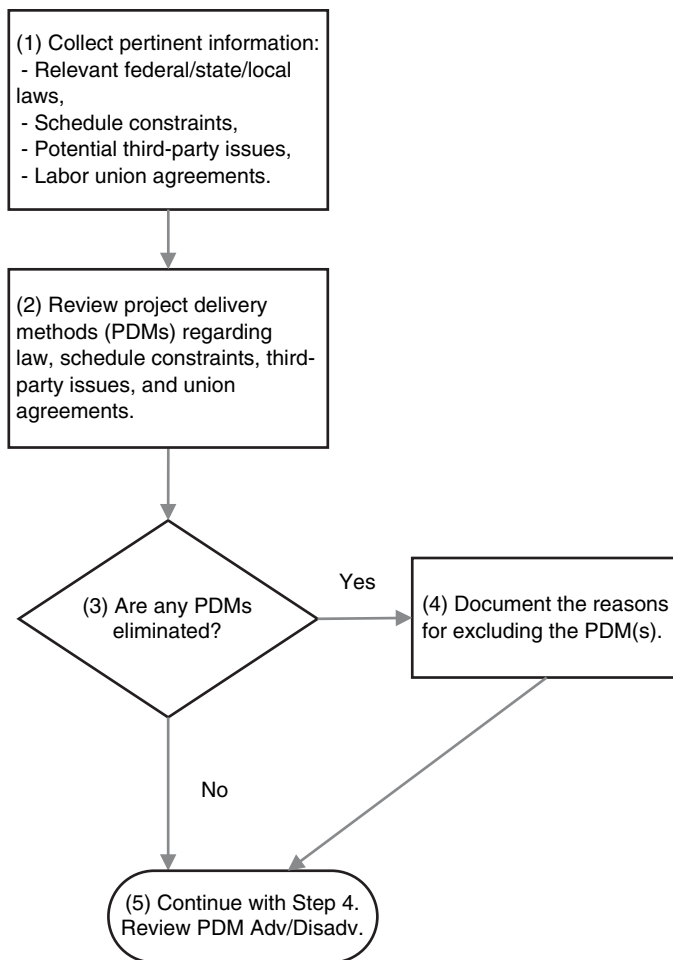 (1) Collect pertinent information:
- Relevant federal/state/local
laws,
- Schedule constraints,
- Potential third-party issues,
- Labor union agreements.
(2) Review project delivery
methods (PDMs) regarding
law, schedule constraints, third-
party issues, and union
agreements.
(3) Are any PDMs
eliminated?
Yes
(4) Document the reasons
for excluding the PDM(s).
No
(5) Continue with Step 4.
Review PDM Adv/Disadv.